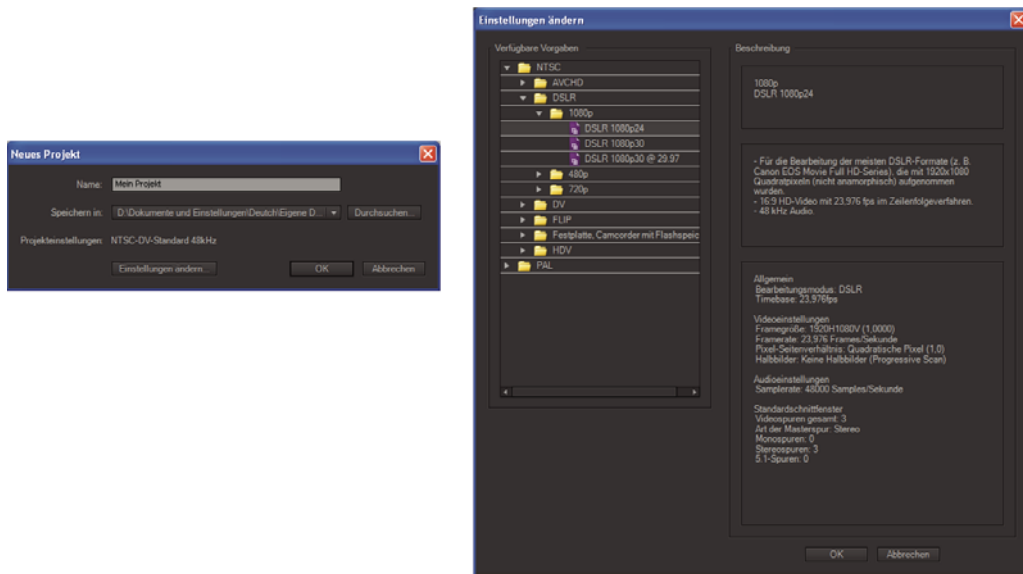 Neues Projekt
Name: Mein Projekt
Speichern in: D:\Dokumente und Einstellungen\Deutch\Eigene D... Durchsuchen...
Projekteinstellungen: NTSC-DV-Standard 48kHz
Einstellungen ändern... OK Abbrechen
Einstellungen ändern
Verfügbare Vorgaben
NTSC
AVCHD
DSLR
1080p
DSLR 1080p24
DSLR 1080p30
DSLR 1080p30 @ 29.97
480p
720p
DV
FLIP
Festplatte, Camcorder mit Flashspeic
HDV
PAL
Beschreibung
1080p
DSLR 1080p24
- Für die Bearbeitung der meisten DSLR-Formate (z. B.
Canon EOS Movie Full HD-Series), die mit 1920x1080
Quadratpixeln (nicht anamorphisch) aufgenommen
wurden.
- 16:9 HD-Video mit 23,976 fps im Zeilenfolgeverfahren.
- 48 kHz Audio.
Allgemein
Bearbeitungsmodus: DSLR
Timebase: 23,976fps
Videoeinstellungen
Framegröße: 1920H1080V (1,0000)
Framerate: 23,976 Frames/Sekunde
Pixel-Seitenverhältnis: Quadratische Pixel (1,0)
Halbbilder: Keine Halbbilder (Progressive Scan)
Audioeinstellungen
Samplerate: 48000 Samples/Sekunde
Standardschnittfenster
Videospuren gesamt: 3
Art der Masterspur: Stereo
Monospuren: 0
Stereospuren: 3
5.1-Spuren: 0
OK Abbrechen